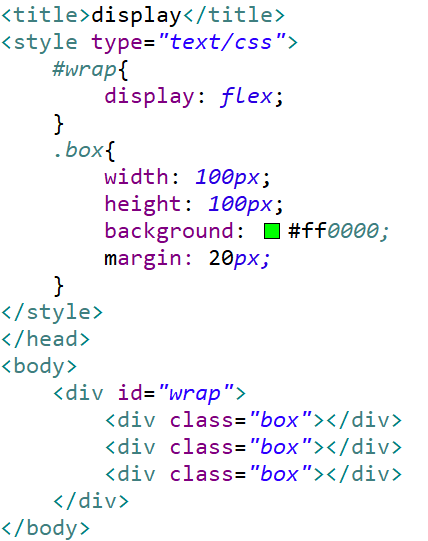 <title>display</title>
<style type="text/css">
    #wrap{
        display: flex;
    }
    .box{
        width: 100px;
        height: 100px;
        background: #ff0000;
        margin: 20px;
    }
</style>
</head>
<body>
    <div id="wrap">
        <div class="box"></div>
        <div class="box"></div>
        <div class="box"></div>
    </div>
</body>